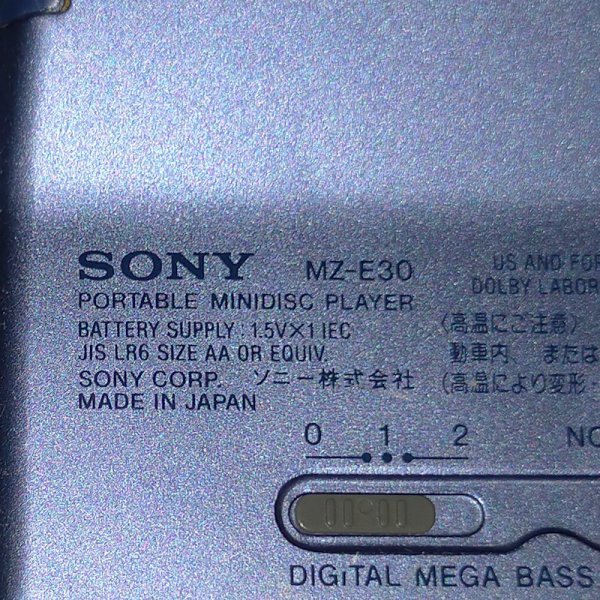 SONY MZ-E30
PORTABLE MINIDISC PLAYER
BATTERY SUPPLY : 1.5V×1 IEC
JIS LR6 SIZE AA OR EQUIV.
SONY CORP. ソニー株式会社
MADE IN JAPAN
US AND FOR
DOLBY LABOR
〈高温にご注意〉
動車内、または
(高温により変形・
0 1 2
NO
DIGITAL MEGA BASS